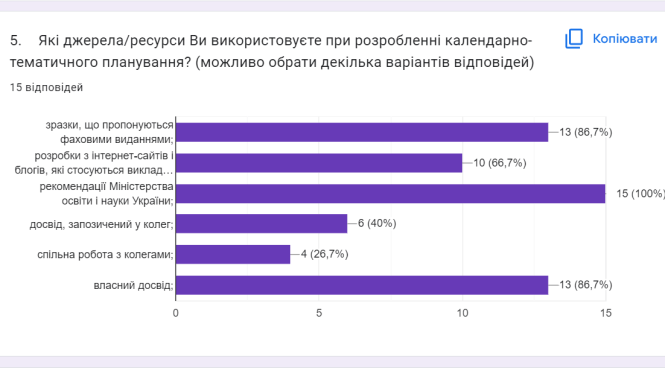 5. Які джерела/ресурси Ви використовуєте при розробленні календарно-
тематичного планування? (можливо обрати декілька варіантів відповідей)
Копіювати
15 відповідей
зразки, що пропонуються
фаховими виданнями;
13 (86,7%)
розробки з інтернет-сайтів і
блогів, які стосуються виклад…
10 (66,7%)
рекомендації Міністерства
освіти і науки України;
15 (100%)
досвід, запозичений у колег;
6 (40%)
спільна робота з колегами;
4 (26,7%)
власний досвід;
13 (86,7%)
0 5 10 15